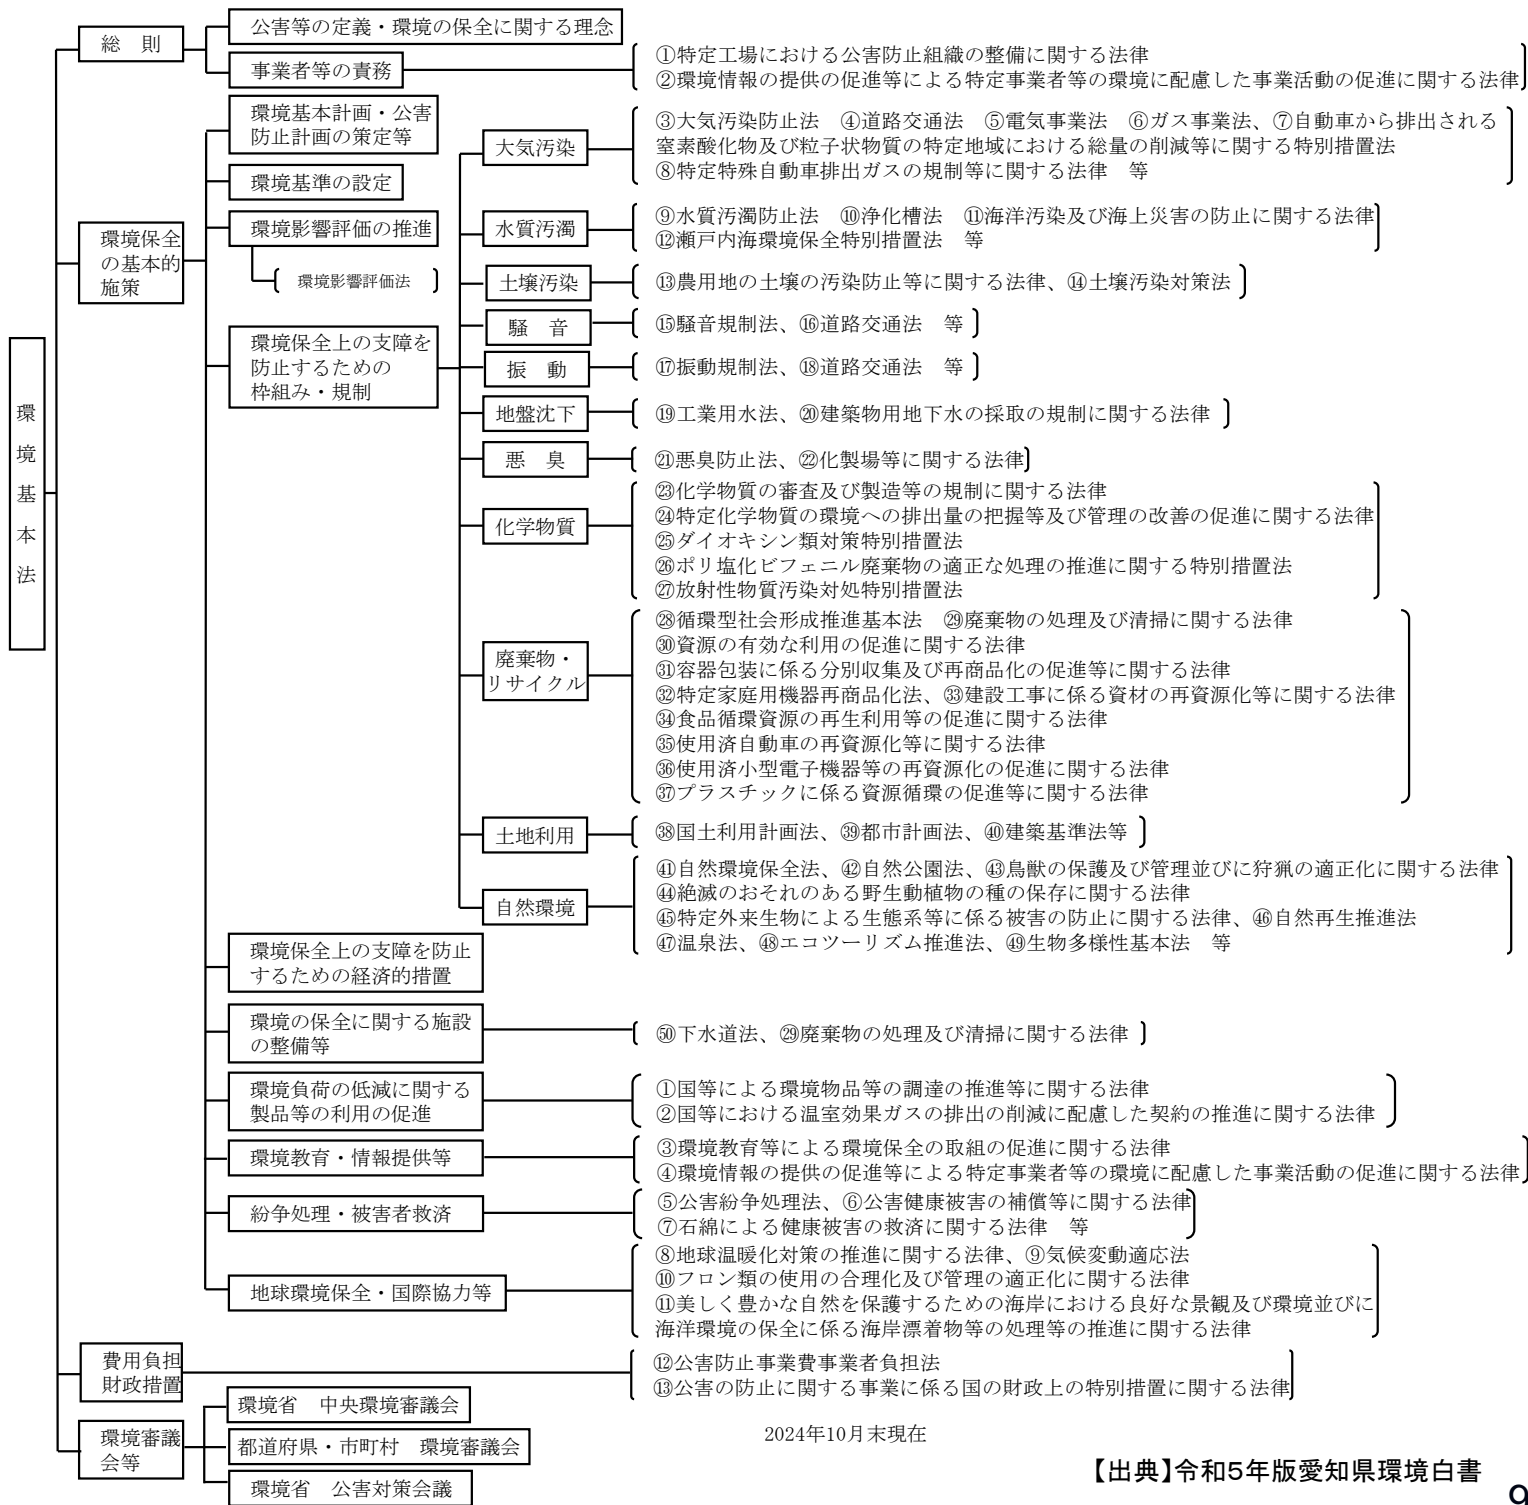 環境基本法
総　則
公害等の定義・環境の保全に関する理念
事業者等の責務
①特定工場における公害防止組織の整備に関する法律
②環境情報の提供の促進等による特定事業者等の環境に配慮した事業活動の促進に関する法律
環境保全
の基本的
施策
環境基本計画・公害
防止計画の策定等
環境基準の設定
環境影響評価の推進
環境影響評価法
環境保全上の支障を
防止するための
枠組み・規制
大気汚染
③大気汚染防止法　④道路交通法　⑤電気事業法　⑥ガス事業法、⑦自動車から排出される
窒素酸化物及び粒子状物質の特定地域における総量の削減等に関する特別措置法
⑧特定特殊自動車排出ガスの規制等に関する法律　等
水質汚濁
⑨水質汚濁防止法　⑩浄化槽法　⑪海洋汚染及び海上災害の防止に関する法律
⑫瀬戸内海環境保全特別措置法　等
土壌汚染
⑬農用地の土壌の汚染防止等に関する法律、⑭土壌汚染対策法
騒　音
⑮騒音規制法、⑯道路交通法　等
振　動
⑰振動規制法、⑱道路交通法　等
地盤沈下
⑲工業用水法、⑳建築物用地下水の採取の規制に関する法律
悪　臭
㉑悪臭防止法、㉒化製場等に関する法律
化学物質
㉓化学物質の審査及び製造等の規制に関する法律
㉔特定化学物質の環境への排出量の把握等及び管理の改善の促進に関する法律
㉕ダイオキシン類対策特別措置法
㉖ポリ塩化ビフェニル廃棄物の適正な処理の推進に関する特別措置法
㉗放射性物質汚染対処特別措置法
廃棄物・
リサイクル
㉘循環型社会形成推進基本法　㉙廃棄物の処理及び清掃に関する法律
㉚資源の有効な利用の促進に関する法律
㉛容器包装に係る分別収集及び再商品化の促進等に関する法律
㉜特定家庭用機器再商品化法、㉝建設工事に係る資材の再資源化等に関する法律
㉞食品循環資源の再生利用等の促進に関する法律
㉟使用済自動車の再資源化等に関する法律
㊱使用済小型電子機器等の再資源化の促進に関する法律
㊲プラスチックに係る資源循環の促進等に関する法律
土地利用
㊳国土利用計画法、㊴都市計画法、㊵建築基準法等
自然環境
㊶自然環境保全法、㊷自然公園法、㊸鳥獣の保護及び管理並びに狩猟の適正化に関する法律
㊹絶滅のおそれのある野生動植物の種の保存に関する法律
㊺特定外来生物による生態系等に係る被害の防止に関する法律、㊻自然再生推進法
㊼温泉法、㊽エコツーリズム推進法、㊾生物多様性基本法　等
環境保全上の支障を防止
するための経済的措置
環境の保全に関する施設
の整備等
㊿下水道法、㉙廃棄物の処理及び清掃に関する法律
環境負荷の低減に関する
製品等の利用の促進
①国等による環境物品等の調達の推進等に関する法律
②国等における温室効果ガスの排出の削減に配慮した契約の推進に関する法律
環境教育・情報提供等
③環境教育等による環境保全の取組の促進に関する法律
④環境情報の提供の促進等による特定事業者等の環境に配慮した事業活動の促進に関する法律
紛争処理・被害者救済
⑤公害紛争処理法、⑥公害健康被害の補償等に関する法律
⑦石綿による健康被害の救済に関する法律　等
地球環境保全・国際協力等
⑧地球温暖化対策の推進に関する法律、⑨気候変動適応法
⑩フロン類の使用の合理化及び管理の適正化に関する法律
⑪美しく豊かな自然を保護するための海岸における良好な景観及び環境並びに
海洋環境の保全に係る海岸漂着物等の処理等の推進に関する法律
費用負担
財政措置
⑫公害防止事業費事業者負担法
⑬公害の防止に関する事業に係る国の財政上の特別措置に関する法律
環境審議
会等
環境省　中央環境審議会
都道府県・市町村　環境審議会
環境省　公害対策会議
2024年10月末現在
【出典】令和5年版愛知県環境白書